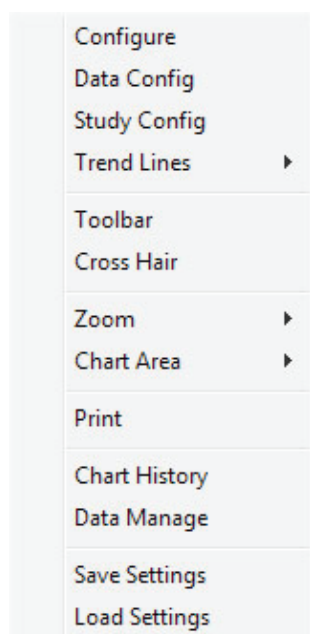 Configure
Data Config
Study Config
Trend Lines
Toolbar
Cross Hair
Zoom
Chart Area
Print
Chart History
Data Manage
Save Settings
Load Settings